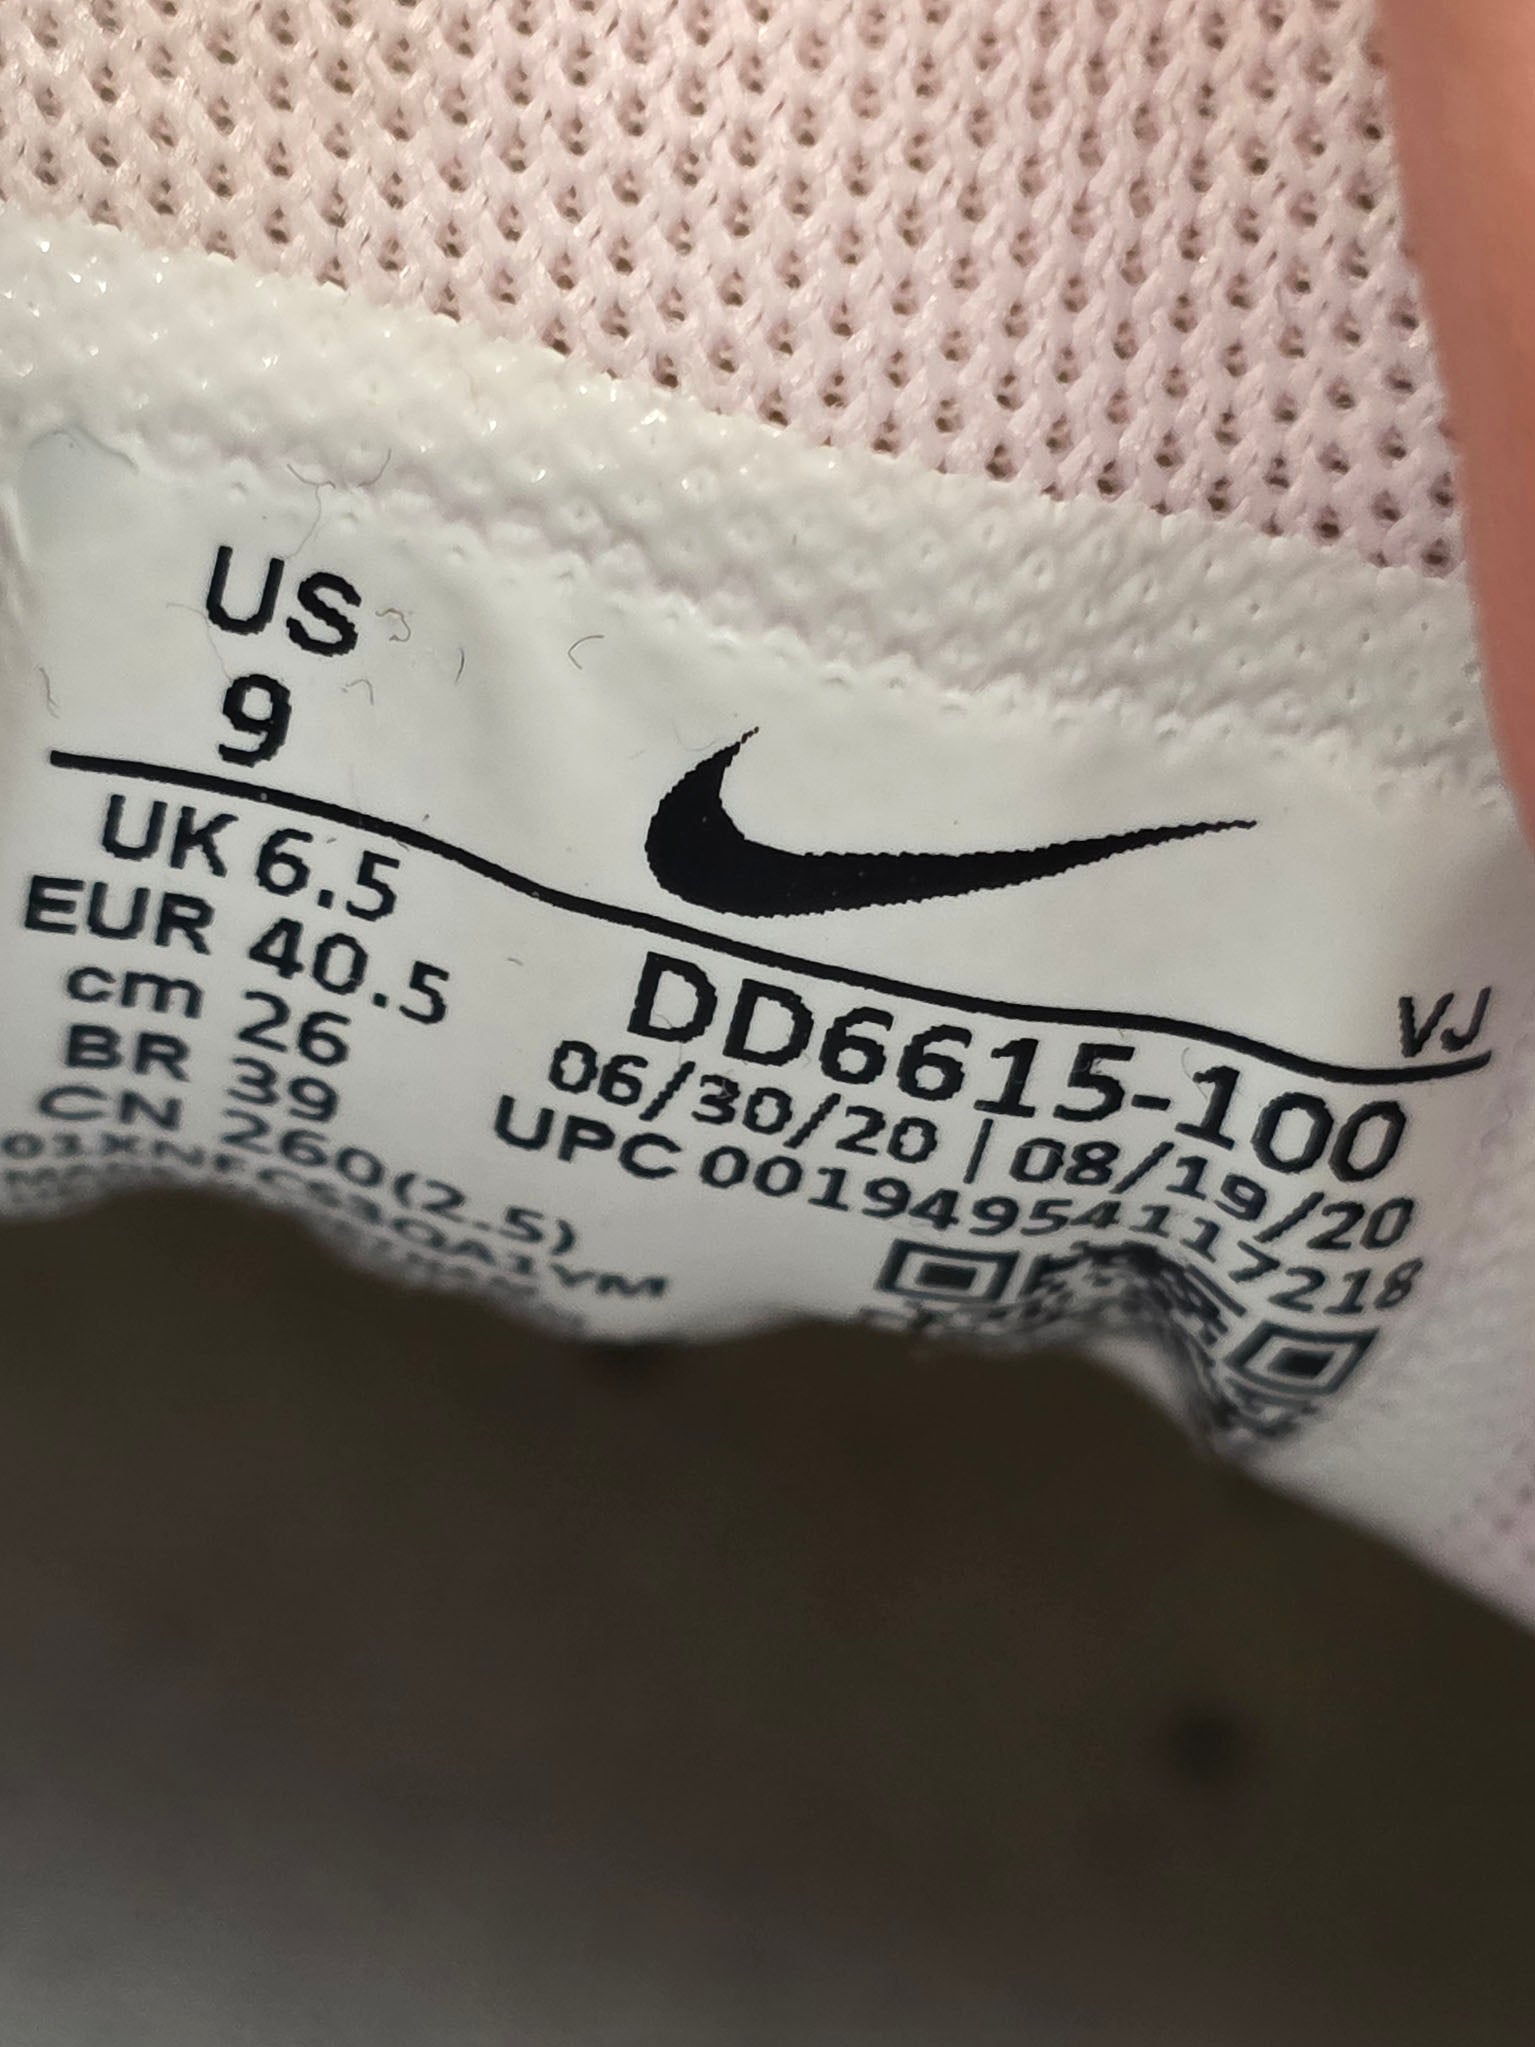 US
9
UK 6.5
EUR 40.5
cm 26
BR 39
CN 260(2.5)
VJ
DD6615-100
06/30/20 | 08/19/20
UPC 00194954117218